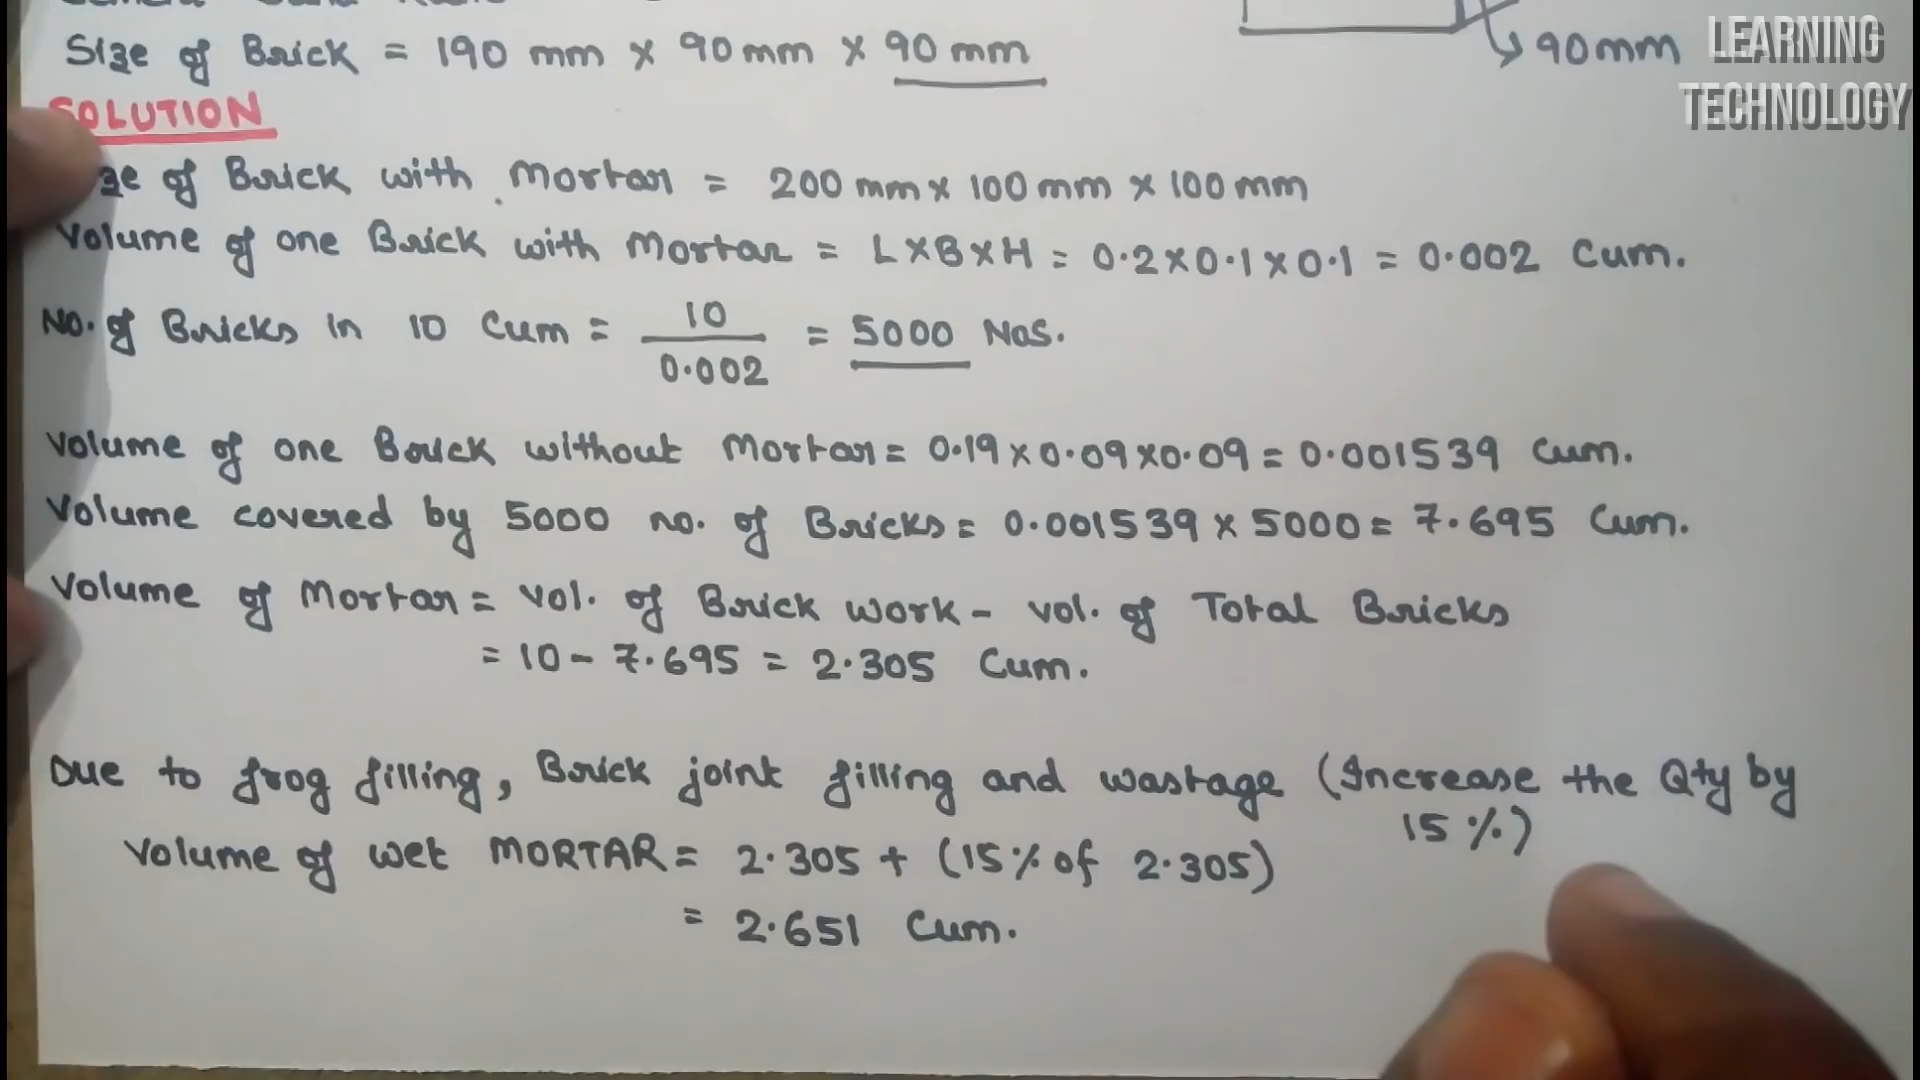 Size of Brick = 190 mm x 90 mm x 90 mm
90mm
LEARNING
TECHNOLOGY
SOLUTION
ze of Brick with mortar = 200 mm x 100 mm x 100 mm
Volume of one Brick with Mortar = L x B x H = 0.2 x 0.1 x 0.1 = 0.002 Cum.
No. of Bricks in 10 Cum = 10 / 0.002 = 5000 Nos.
Volume of one Brick without Mortar = 0.19 x 0.09 x 0.09 = 0.001539 Cum.
Volume covered by 5000 no. of Bricks = 0.001539 x 5000 = 7.695 Cum.
Volume of Mortar = Vol. of Brick work - vol. of Total Bricks
= 10 - 7.695 = 2.305 Cum.
Due to frog filling, Brick joint filling and wastage (Increase the Qty by
15 %)
Volume of wet MORTAR = 2.305 + (15% of 2.305)
= 2.651 Cum.